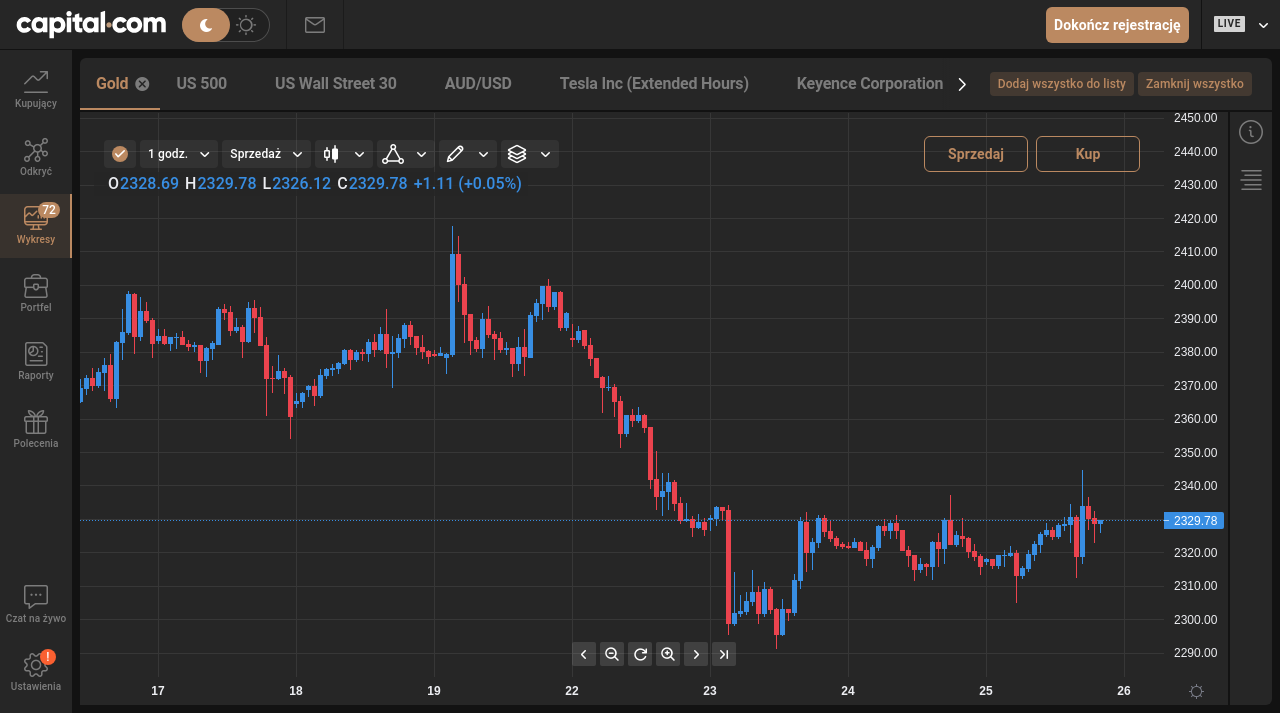 capital.com
Dokończ rejestrację
LIVE
Kupujący
Odkryć
72
Wykresy
Portfel
Raporty
Polecenia
Czat na żywo
!
Ustawienia
Gold
US 500
US Wall Street 30
AUD/USD
Tesla Inc (Extended Hours)
Keyence Corporation
Dodaj wszystko do listy
Zamknij wszystko
1 godz.
Sprzedaż
Sprzedaj
Kup
O2328.69 H2329.78 L2326.12 C2329.78 +1.11 (+0.05%)
2450.00
2440.00
2430.00
2420.00
2410.00
2400.00
2390.00
2380.00
2370.00
2360.00
2350.00
2340.00
2329.78
2320.00
2310.00
2300.00
2290.00
17 18 19 22 23 24 25 26